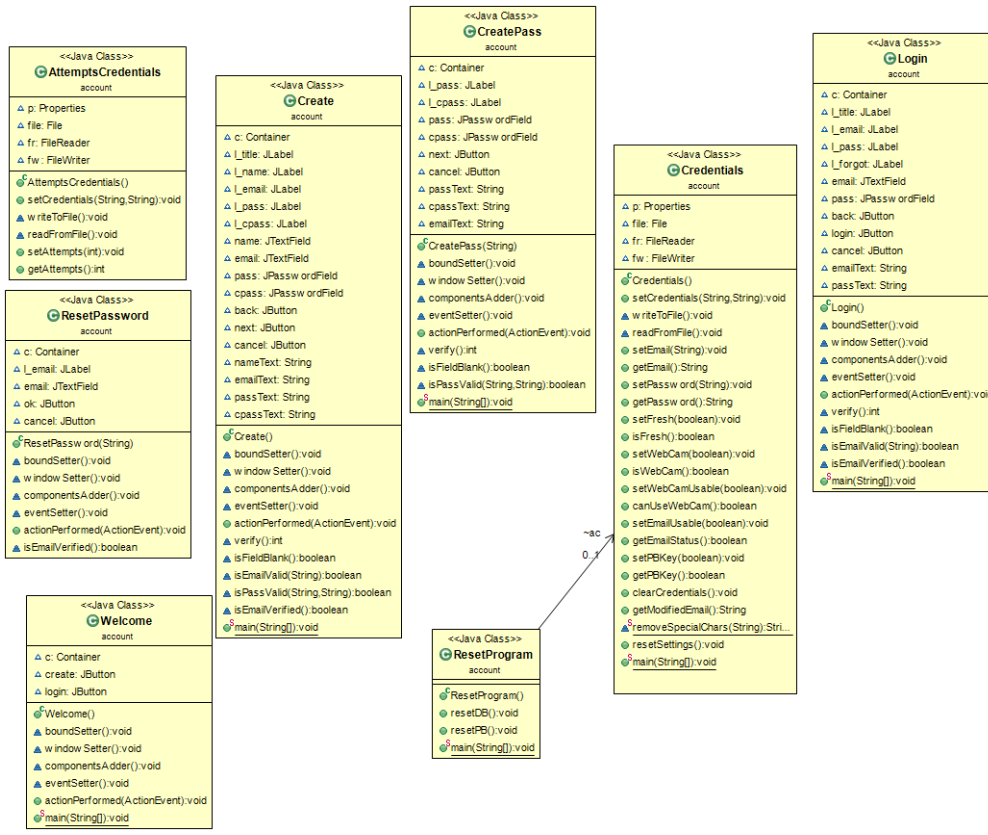 <<Java Class>>
AttemptsCredentials
account
p: Properties
file: File
fr: FileReader
fw: FileWriter
AttemptsCredentials()
setCredentials(String,String):void
writeToFile():void
readFromFile():void
setAttempts(int):void
getAttempts():int
<<Java Class>>
ResetPassword
account
c: Container
l_email: JLabel
email: JTextField
ok: JButton
cancel: JButton
ResetPassword(String)
boundSetter():void
windowSetter():void
componentsAdder():void
eventSetter():void
actionPerformed(ActionEvent):void
isEmailVerified():boolean
<<Java Class>>
Welcome
account
c: Container
create: JButton
login: JButton
Welcome()
boundSetter():void
windowSetter():void
componentsAdder():void
eventSetter():void
actionPerformed(ActionEvent):void
main(String[]):void
<<Java Class>>
Create
account
c: Container
l_title: JLabel
l_name: JLabel
l_email: JLabel
l_pass: JLabel
l_cpass: JLabel
name: JTextField
email: JTextField
pass: JPasswordField
cpass: JPasswordField
back: JButton
next: JButton
cancel: JButton
nameText: String
emailText: String
passText: String
cpassText: String
Create()
boundSetter():void
windowSetter():void
componentsAdder():void
eventSetter():void
actionPerformed(ActionEvent):void
verify():int
isFieldBlank():boolean
isEmailValid(String):boolean
isPassValid(String,String):boolean
isEmailVerified():boolean
main(String[]):void
<<Java Class>>
CreatePass
account
c: Container
l_pass: JLabel
l_cpass: JLabel
pass: JPasswordField
cpass: JPasswordField
next: JButton
cancel: JButton
passText: String
cpassText: String
emailText: String
CreatePass(String)
boundSetter():void
windowSetter():void
componentsAdder():void
eventSetter():void
actionPerformed(ActionEvent):void
verify():int
isFieldBlank():boolean
isPassValid(String,String):boolean
main(String[]):void
<<Java Class>>
ResetProgram
account
ResetProgram()
resetDB():void
resetPB():void
main(String[]):void
~ac
0..1
<<Java Class>>
Credentials
account
p: Properties
file: File
fr: FileReader
fw: FileWriter
Credentials()
setCredentials(String,String):void
writeToFile():void
readFromFile():void
setEmail(String):void
getEmail():String
setPassword(String):void
getPassword():String
setFresh(boolean):void
isFresh():boolean
setWebCam(boolean):void
isWebCam():boolean
setWebCamUsable(boolean):void
canUseWebCam():boolean
setEmailUsable(boolean):void
getEmailStatus():boolean
setPBKey(boolean):void
getPBKey():boolean
clearCredentials():void
getModifiedEmail():String
removeSpecialChars(String):Stri...
resetSettings():void
main(String[]):void
<<Java Class>>
Login
account
c: Container
l_title: JLabel
l_email: JLabel
l_pass: JLabel
l_forgot: JLabel
email: JTextField
pass: JPasswordField
back: JButton
login: JButton
cancel: JButton
emailText: String
passText: String
Login()
boundSetter():void
windowSetter():void
componentsAdder():void
eventSetter():void
actionPerformed(ActionEvent):voi
verify():int
isFieldBlank():boolean
isEmailValid(String):boolean
isEmailVerified():boolean
main(String[]):void